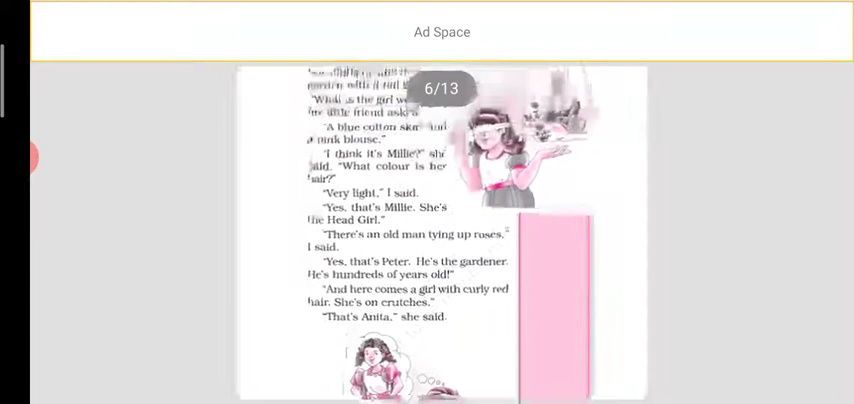 Ad Space
6/13
"What is the girl we
friend ask
"A blue cotton skirt and
a pink blouse."
"I think it's Millie?" she
said. "What colour is her
hair?"
"Very light," I said.
"Yes, that's Millie. She's
the Head Girl."
"There's an old man tying up roses,"
I said.
"Yes, that's Peter. He's the gardener.
He's hundreds of years old!"
"And here comes a girl with curly red
hair. She's on crutches."
"That's Anita," she said.